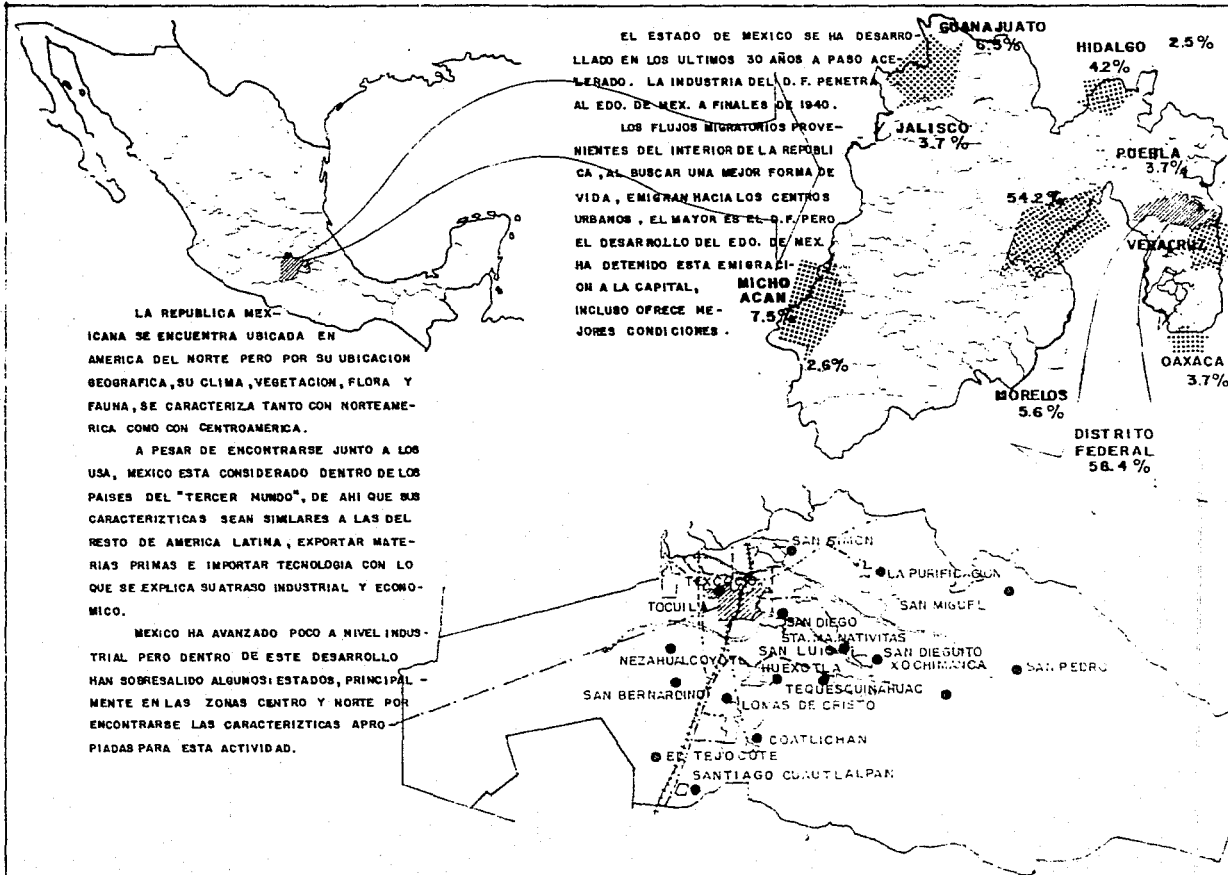 EL ESTADO DE MEXICO SE HA DESARRO-
LLADO EN LOS ULTIMOS 30 AÑOS A PASO ACE-
LERADO. LA INDUSTRIA DEL D.F. PENETRA
AL EDO. DE MEX. A FINALES DE 1940.
LOS FLUJOS MIGRATORIOS PROVE-
NIENTES DEL INTERIOR DE LA REPUBLI
CA, AL BUSCAR UNA MEJOR FORMA DE
VIDA, EMIGRAN HACIA LOS CENTROS
URBANOS, EL MAYOR ES EL D.F. PERO
EL DESARROLLO DEL EDO. DE MEX.
HA DETENIDO ESTA EMIGRACI-
ON A LA CAPITAL,
INCLUSO OFRECE ME-
JORES CONDICIONES.
LA REPUBLICA MEX-
ICANA SE ENCUENTRA UBICADA EN
AMERICA DEL NORTE PERO POR SU UBICACION
GEOGRAFICA, SU CLIMA, VEGETACION, FLORA Y
FAUNA, SE CARACTERIZA TANTO CON NORTEAME-
RICA COMO CON CENTROAMERICA.
A PESAR DE ENCONTRARSE JUNTO A LOS
USA, MEXICO ESTA CONSIDERADO DENTRO DE LOS
PAISES DEL "TERCER MUNDO", DE AHI QUE SUS
CARACTERIZTICAS SEAN SIMILARES A LAS DEL
RESTO DE AMERICA LATINA, EXPORTAR MATE-
RIAS PRIMAS E IMPORTAR TECNOLOGIA CON LO
QUE SE EXPLICA SU ATRASO INDUSTRIAL Y ECONO-
MICO.
MEXICO HA AVANZADO POCO A NIVEL INDUS-
TRIAL PERO DENTRO DE ESTE DESARROLLO
HAN SOBRESALIDO ALGUNOS ESTADOS, PRINCIPAL-
MENTE EN LAS ZONAS CENTRO Y NORTE POR
ENCONTRARSE LAS CARACTERIZTICAS APRO-
PIADAS PARA ESTA ACTIVIDAD.
GUANAJUATO
6.5%
HIDALGO
4.2%
2.5%
JALISCO
3.7%
PUEBLA
3.7%
54.2%
VERACRUZ
MICHO
ACAN
7.5%
2.6%
OAXACA
3.7%
MORELOS
5.6%
DISTRITO
FEDERAL
56.4%
SAN SIMON
TEXCOCO
LA PURIFICACION
TOCUILA
SAN MIGUEL
SAN DIEGO
STA. MA. NATIVITAS
SAN LUIS
SAN DIEGUITO
XOCHIMANCA
NEZAHUALCOYOTL
HUEXOTLA
SAN PEDRO
SAN BERNARDINO
TEQUESQUINAHUAC
LOMAS DE CRISTO
COATLICHAN
EL TEJOCOTE
SANTIAGO CUAUTLALPAN